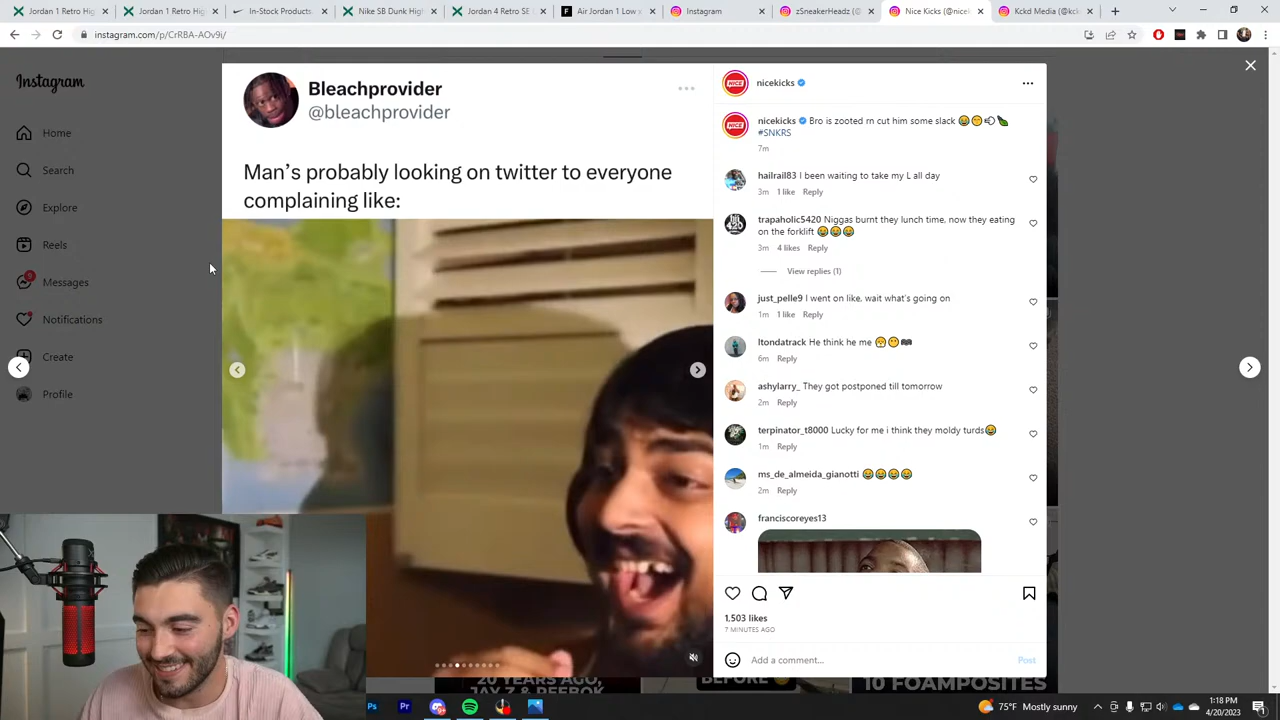 Jordan 1 Retro Hig
Jordan 1 Retro Hig
In-Stock Products
Nike SB Dunk High
Jordan 4 Retro SE
Air Jordan 1 Low x
Instagram
zSneakerHeadz (@
Nice Kicks (@nicek
Kckd Media (@kck
instagram.com/p/CrRBA-AOv9i/
Instagram
Home
Search
Explore
Reels
9
Messages
Notifications
Create
Profile
Bleachprovider
@bleachprovider
Man's probably looking on twitter to everyone
complaining like:
nicekicks
nicekicks Bro is zooted rn cut him some slack 😂🤭💨🍃
#SNKRS
7m
hailrail83 I been waiting to take my L all day
3m 1 like Reply
trapaholic5420 Niggas burnt they lunch time, now they eating
on the forklift 😂😂😂
3m 4 likes Reply
View replies (1)
just_pelle9 I went on like, wait what's going on
1m 1 like Reply
ltondatrack He think he me
6m Reply
ashylarry_ They got postponed till tomorrow
2m Reply
terpinator_t8000 Lucky for me i think they moldy turds😂
1m Reply
ms_de_almeida_gianotti 😂😂😂😂
2m Reply
franciscoreyes13
1,503 likes
7 MINUTES AGO
Add a comment...
Post
20 YEARS AGO,
JAY Z & REEBOK
BEFORE
10 FOAMPOSITES
75°F Mostly sunny
1:18 PM
4/20/2023